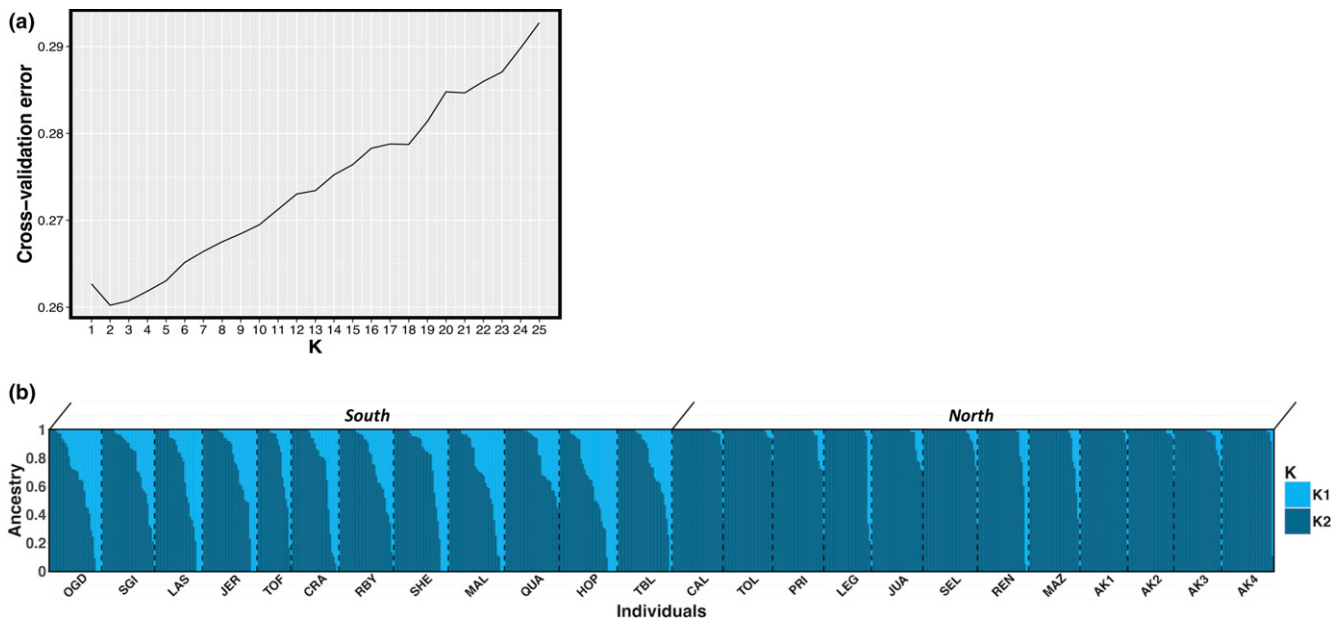 (a)
Cross-validation error
0.29
0.28
0.27
0.26
1 2 3 4 5 6 7 8 9 10 11 12 13 14 15 16 17 18 19 20 21 22 23 24 25
K
(b)
South North
Ancestry
1
0.8
0.6
0.4
0.2
0
K
K1
K2
OGD SGI LAS JER TOF CRA RBY SHE MAL QUA HOP TBL CAL TOL PRI LEG JUA SEL REN MAZ AK1 AK2 AK3 AK4
Individuals